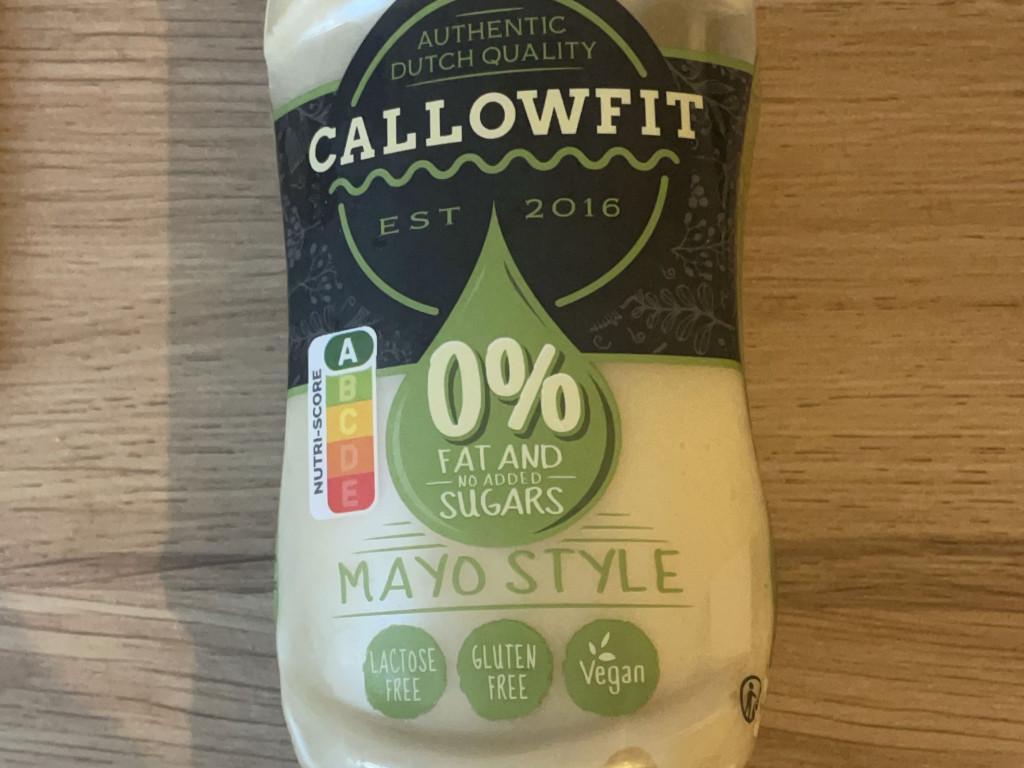 AUTHENTIC
DUTCH QUALITY
CALLOWFIT
EST 2016
NUTRI-SCORE
A
B
C
D
E
0%
FAT AND
NO ADDED
SUGARS
MAYO STYLE
LACTOSE
FREE
GLUTEN
FREE
Vegan